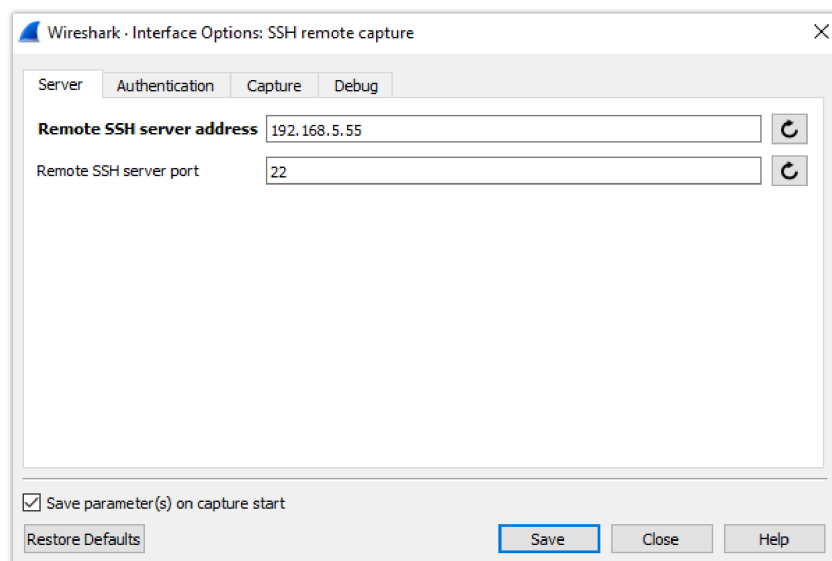 Wireshark · Interface Options: SSH remote capture
Server Authentication Capture Debug
Remote SSH server address 192.168.5.55
Remote SSH server port 22
Save parameter(s) on capture start
Restore Defaults Save Close Help